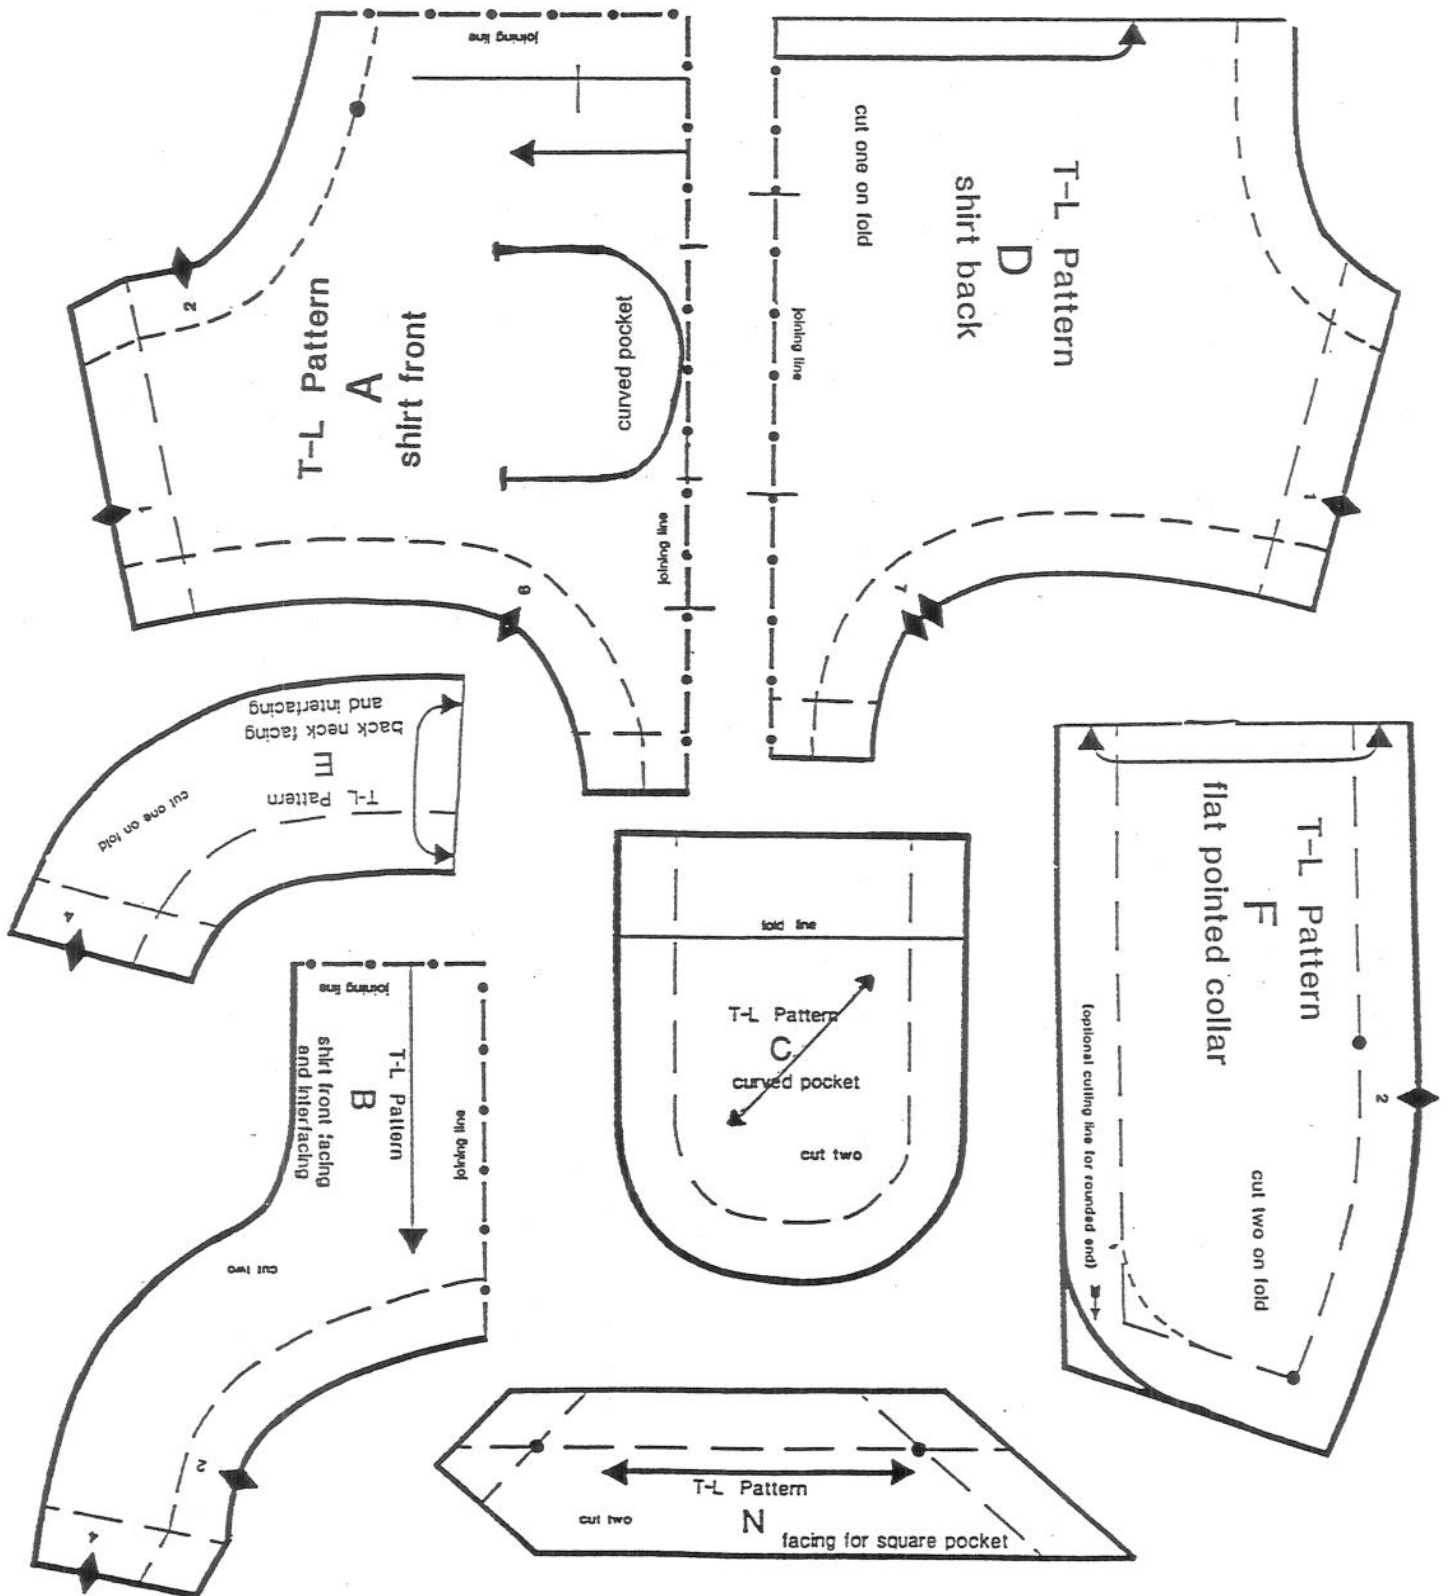 joining line
2
T-L Pattern
A
shirt front
curved pocket
1
6
joining line
cut one on fold
T-L Pattern
D
shirt back
joining line
1
7
back neck facing
and interfacing
E
T-L Pattern
cut one on fold
4
joining line
T-L Pattern
B
shirt front facing
and interfacing
joining line
cut two
2
4
fold line
T-L Pattern
C
curved pocket
cut two
T-L Pattern
F
flat pointed collar
2
(optional cutting line for rounded end)
cut two on fold
T-L Pattern
N
cut two
facing for square pocket